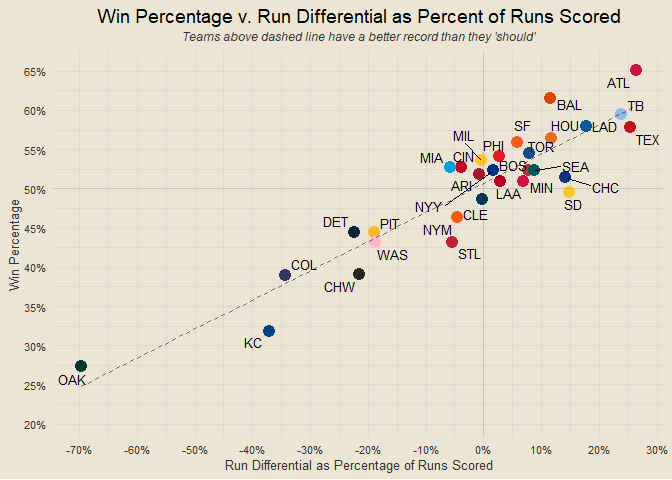 Win Percentage v. Run Differential as Percent of Runs Scored
Teams above dashed line have a better record than they 'should'
65%
ATL
60%
BAL
TB
MIL
SF
HOU
LAD
TEX
55%
MIA
CIN
PHI
TOR
BOS
SEA
50%
ARI
LAA
MIN
CHC
NYY
CLE
SD
45%
DET
PIT
NYM
WAS
STL
40%
COL
CHW
35%
30%
KC
25%
OAK
20%
Win Percentage
-70%
-60%
-50%
-40%
-30%
-20%
-10%
0%
10%
20%
30%
Run Differential as Percentage of Runs Scored